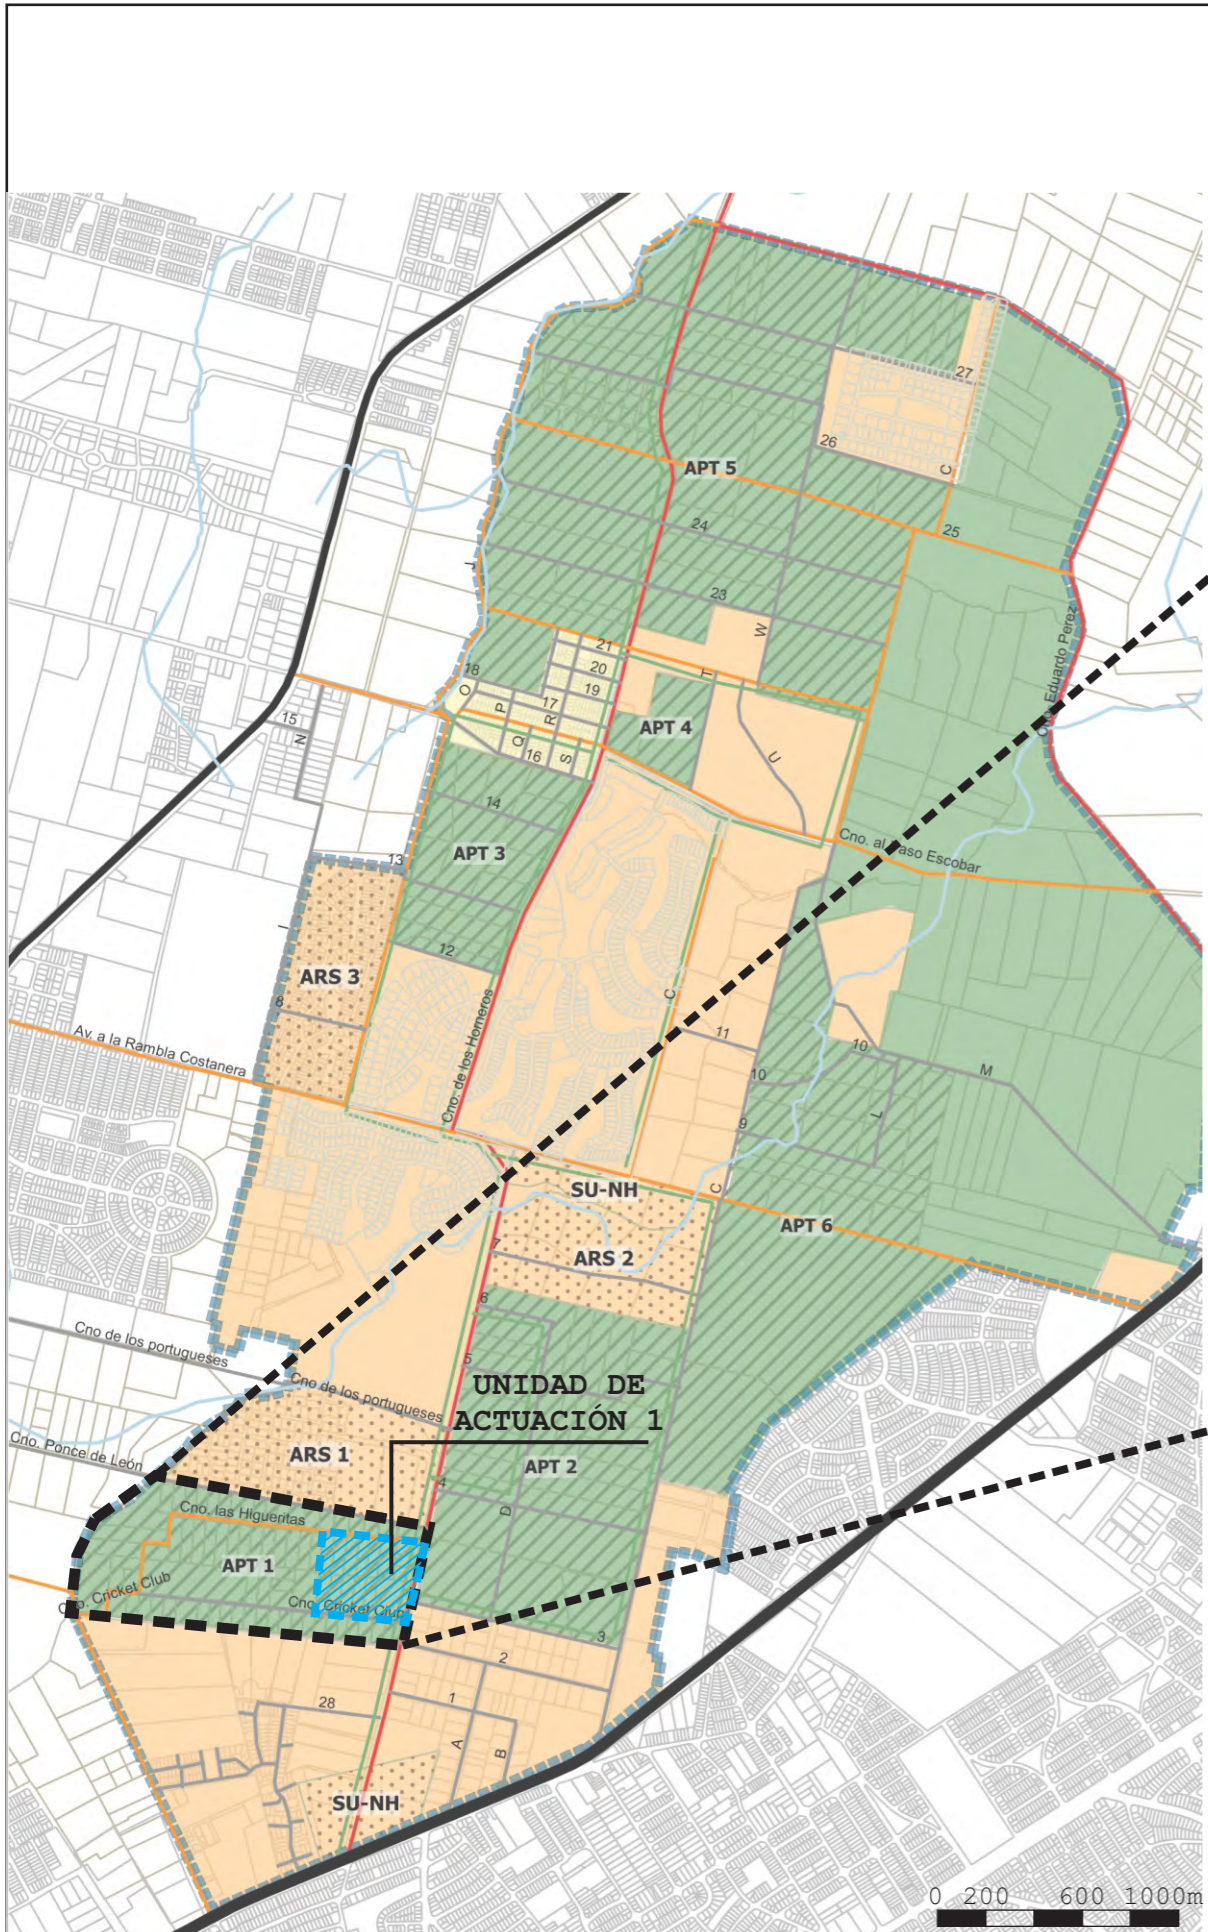 27
26
C
APT 5
25
24
J
23
W
Cno. Eduardo Perez
21
20
T
18
19
O
P
17
R
APT 4
15
N
Q
16
S
U
14
Cno. al Paso Escobar
APT 3
13
12
I
ARS 3
8
C
Cno. de los Horneros
11
Av. a la Rambla Costanera
10
10
M
L
9
SU-NH
C
APT 6
7
ARS 2
6
Cno de los portugueses
5
Cno de los portugueses
UNIDAD DE
ACTUACIÓN 1
Cno. Ponce de León
ARS 1
APT 2
4
D
Cno. las Higueritas
APT 1
Cno. Cricket Club
Cno. Cricket Club
3
2
28
1
A
B
SU-NH
0 200 600 1000m